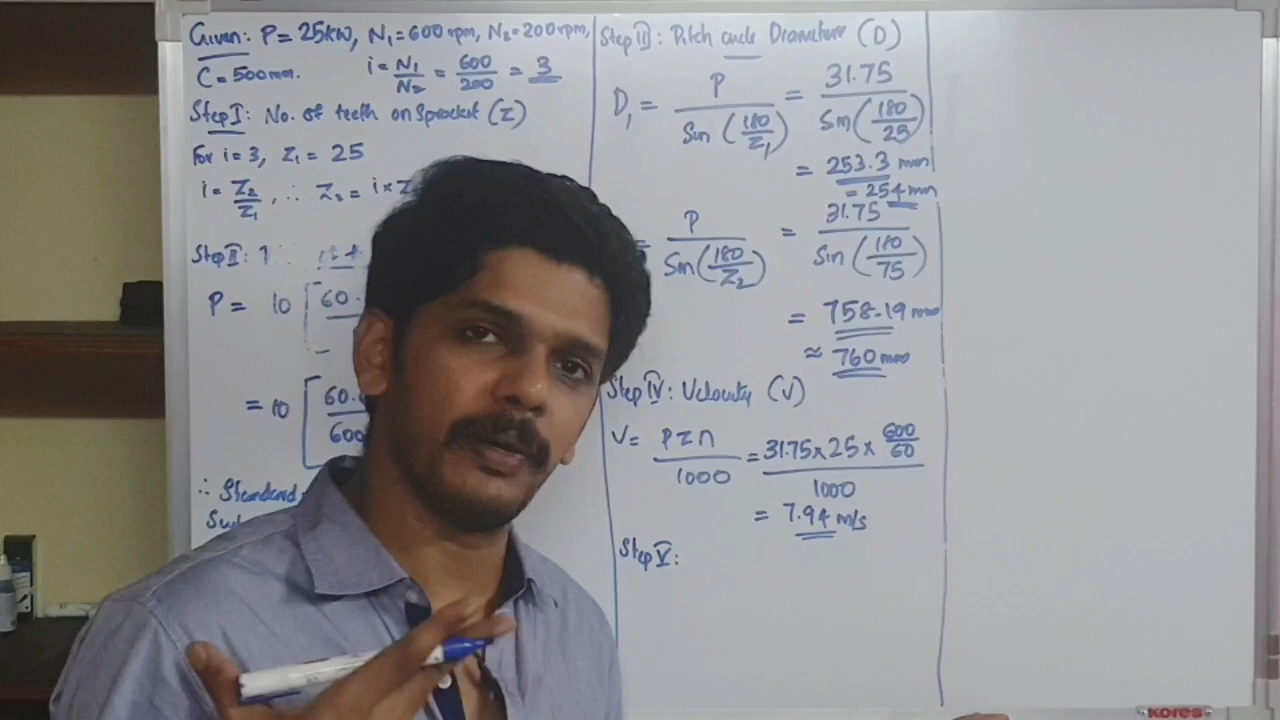 Given: P = 25kW, N₁ = 600 rpm, N₂ = 200 rpm,
C = 500mm. i = N₁/N₂ = 600/200 = 3
Step I: No. of teeth on Sprocket (Z)
For i = 3, Z₁ = 25
i = Z₂/Z₁, ∴ Z₂ = i × Z
Step II:
P = 10 [60.
= 10 [60. / 600
∴ Standard
Step III: Pitch circle Diameter (D)
D₁ = P / Sin (180/Z₁) = 31.75 / Sin (180/25)
= 253.3 mm
= 254 mm
= P / Sin (180/Z₂) = 31.75 / Sin (180/75)
= 758.19 mm
≈ 760 mm
Step IV: Velocity (V)
V = PZn / 1000 = 31.75 × 25 × 600/60 / 1000
= 7.94 m/s
Step V:
KORES